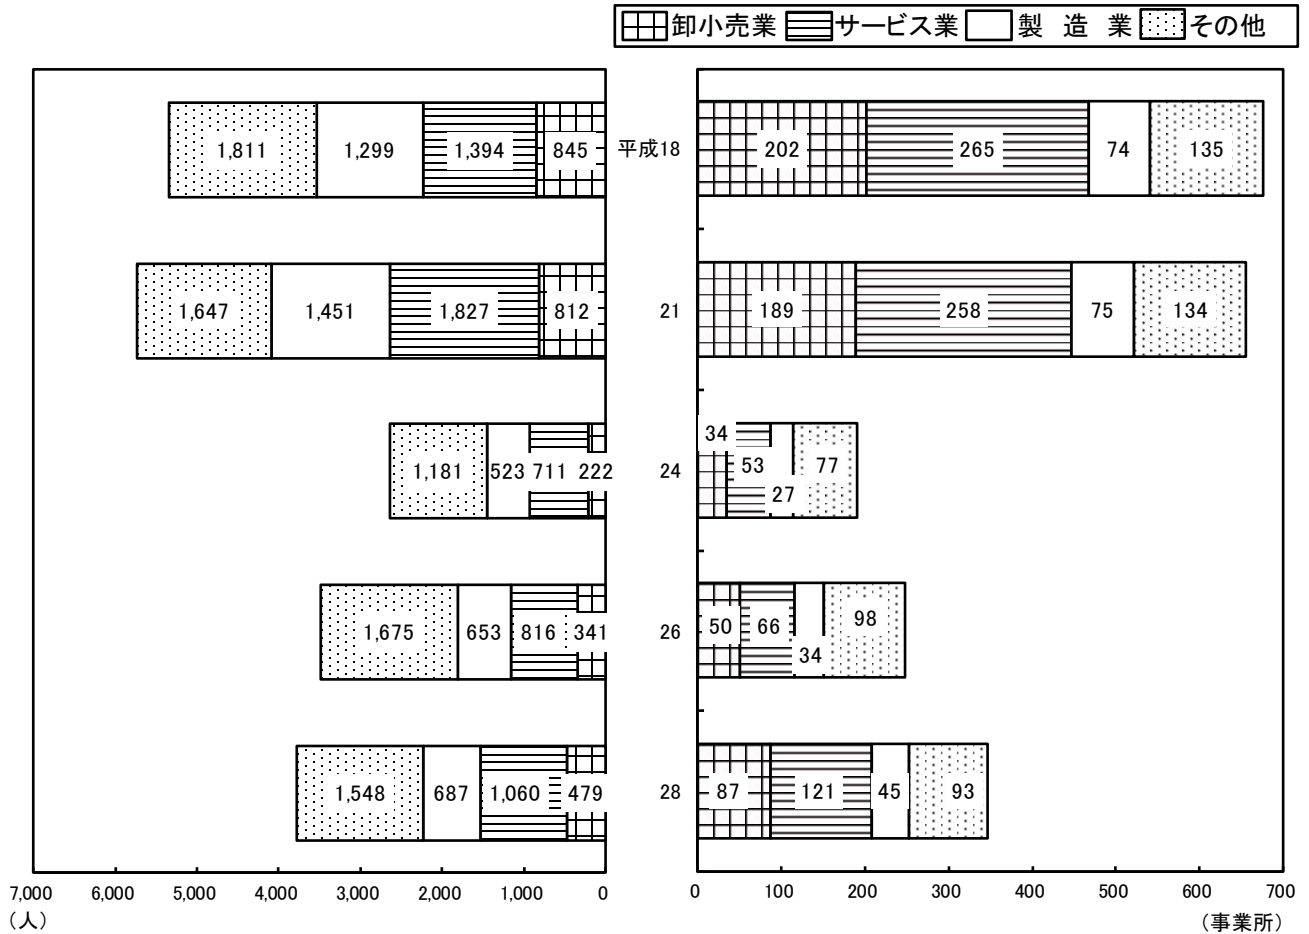 卸小売業 サービス業 製 造 業 その他
1,811 1,299 1,394 845 平成18 202 265 74 135
1,647 1,451 1,827 812 21 189 258 75 134
1,181 523 711 222 24 34 53 27 77
1,675 653 816 341 26 50 66 34 98
1,548 687 1,060 479 28 87 121 45 93
7,000 6,000 5,000 4,000 3,000 2,000 1,000 0 0 100 200 300 400 500 600 700
(人) (事業所)